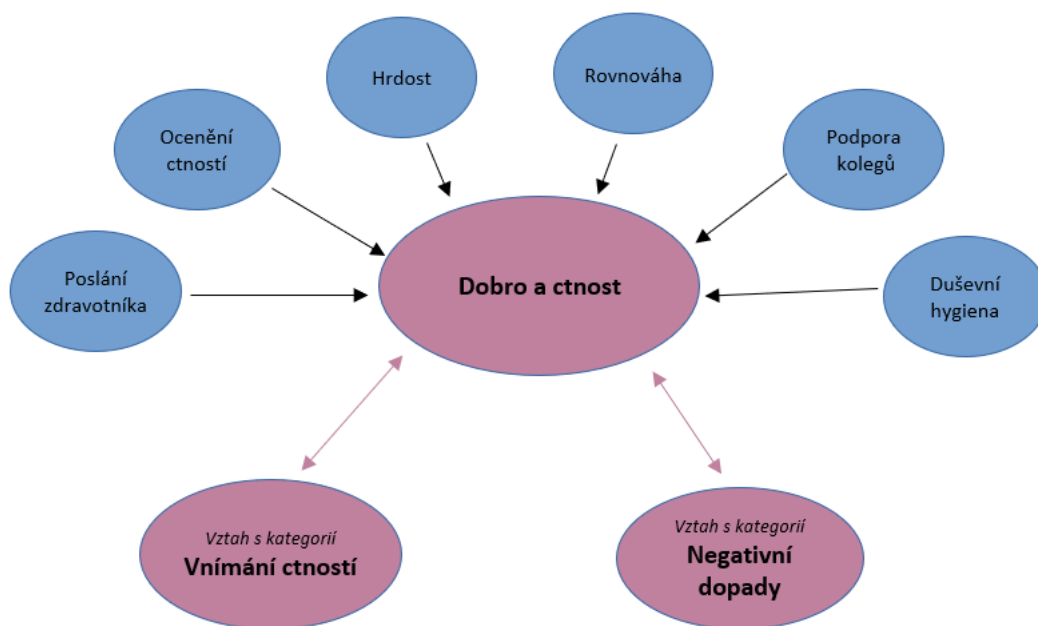 Hrdost
Rovnováha
Ocenění
ctností
Podpora
kolegů
Poslání
zdravotníka
Dobro a ctnost
Duševní
hygiena
Vztah s kategorií
Vnímání ctností
Vztah s kategorií
Negativní
dopady